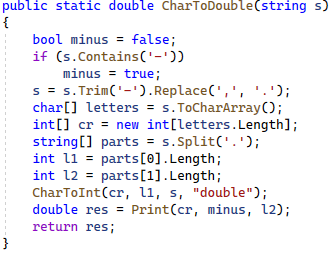 public static double CharToDouble(string s)
{
    bool minus = false;
    if (s.Contains('-'))
        minus = true;
    s = s.Trim('-').Replace(',', '.');
    char[] letters = s.ToCharArray();
    int[] cr = new int[letters.Length];
    string[] parts = s.Split('.');
    int l1 = parts[0].Length;
    int l2 = parts[1].Length;
    CharToInt(cr, l1, s, "double");
    double res = Print(cr, minus, l2);
    return res;
}